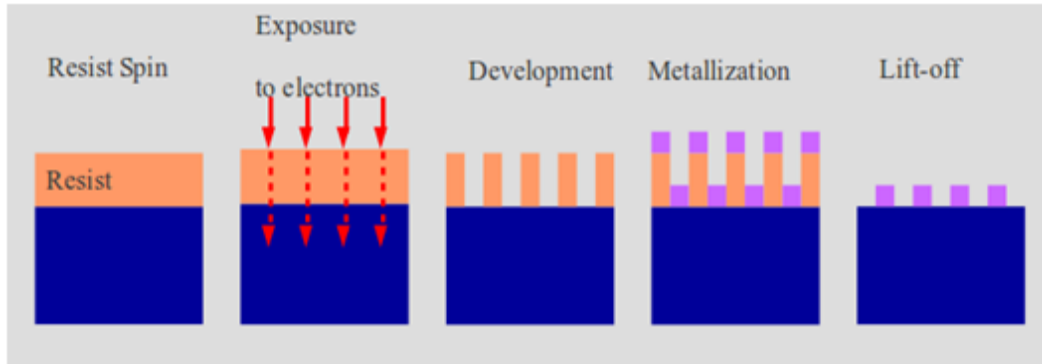 Resist Spin
Exposure
to electrons
Development
Metallization
Lift-off
Resist